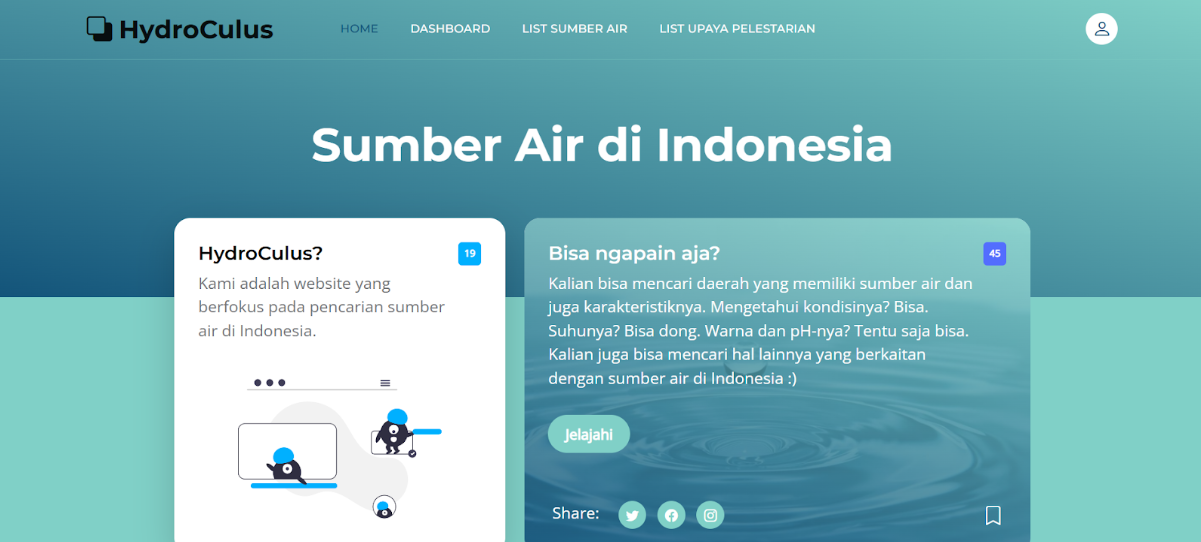 HydroCulus
HOME
DASHBOARD
LIST SUMBER AIR
LIST UPAYA PELESTARIAN
Sumber Air di Indonesia
HydroCulus?
19
Kami adalah website yang
berfokus pada pencarian sumber
air di Indonesia.
Bisa ngapain aja?
45
Kalian bisa mencari daerah yang memiliki sumber air dan
juga karakteristiknya. Mengetahui kondisinya? Bisa.
Suhunya? Bisa dong. Warna dan pH-nya? Tentu saja bisa.
Kalian juga bisa mencari hal lainnya yang berkaitan
dengan sumber air di Indonesia :)
Jelajahi
Share: